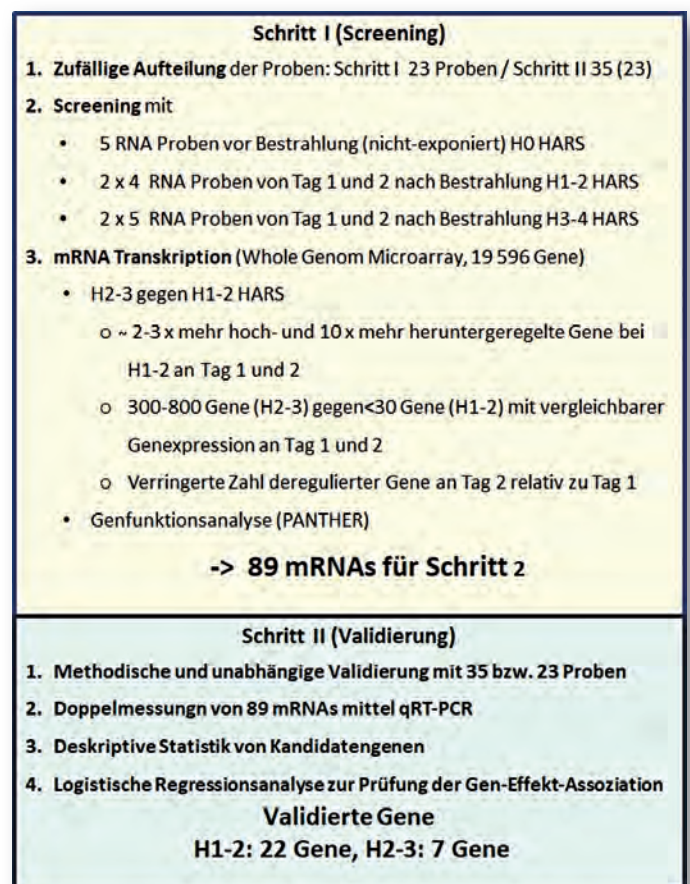 Schritt I (Screening)
1. Zufällige Aufteilung der Proben: Schritt I 23 Proben / Schritt II 35 (23)
2. Screening mit
• 5 RNA Proben vor Bestrahlung (nicht-exponiert) H0 HARS
• 2 x 4 RNA Proben von Tag 1 und 2 nach Bestrahlung H1-2 HARS
• 2 x 5 RNA Proben von Tag 1 und 2 nach Bestrahlung H3-4 HARS
3. mRNA Transkription (Whole Genom Microarray, 19 596 Gene)
• H2-3 gegen H1-2 HARS
o ~ 2-3 x mehr hoch- und 10 x mehr heruntergeregelte Gene bei
H1-2 an Tag 1 und 2
o 300-800 Gene (H2-3) gegen<30 Gene (H1-2) mit vergleichbarer
Genexpression an Tag 1 und 2
o Verringerte Zahl deregulierter Gene an Tag 2 relativ zu Tag 1
• Genfunktionsanalyse (PANTHER)
-> 89 mRNAs für Schritt 2
Schritt II (Validierung)
1. Methodische und unabhängige Validierung mit 35 bzw. 23 Proben
2. Doppelmessungn von 89 mRNAs mittel qRT-PCR
3. Deskriptive Statistik von Kandidatengenen
4. Logistische Regressionsanalyse zur Prüfung der Gen-Effekt-Assoziation
Validierte Gene
H1-2: 22 Gene, H2-3: 7 Gene